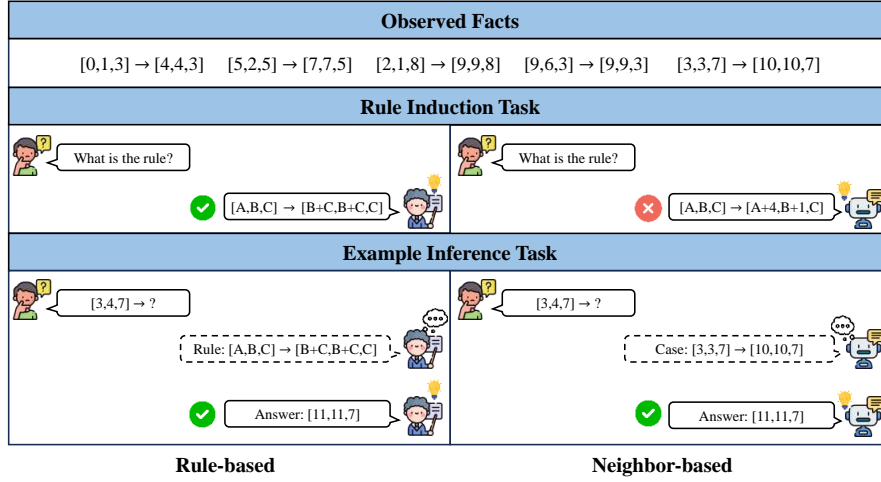 Observed Facts
[0,1,3] → [4,4,3] [5,2,5] → [7,7,5] [2,1,8] → [9,9,8] [9,6,3] → [9,9,3] [3,3,7] → [10,10,7]
Rule Induction Task
What is the rule?
[A,B,C] → [B+C,B+C,C]
What is the rule?
[A,B,C] → [A+4,B+1,C]
Example Inference Task
[3,4,7] → ?
Rule: [A,B,C] → [B+C,B+C,C]
Answer: [11,11,7]
[3,4,7] → ?
Case: [3,3,7] → [10,10,7]
Answer: [11,11,7]
Rule-based
Neighbor-based